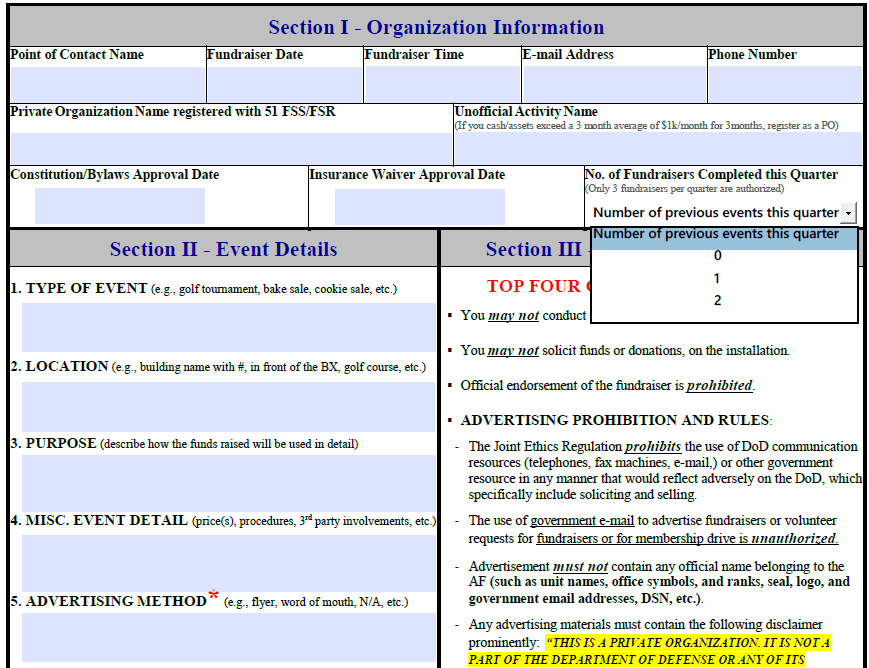 Section I - Organization Information
Point of Contact Name Fundraiser Date Fundraiser Time E-mail Address Phone Number
Private Organization Name registered with 51 FSS/FSR Unofficial Activity Name
(If you cash/assets exceed a 3 month average of $1k/month for 3months, register as a PO)
Constitution/Bylaws Approval Date Insurance Waiver Approval Date No. of Fundraisers Completed this Quarter
(Only 3 fundraisers per quarter are authorized)
Number of previous events this quarter
Number of previous events this quarter
0
1
2
Section II - Event Details
1. TYPE OF EVENT (e.g., golf tournament, bake sale, cookie sale, etc.)
2. LOCATION (e.g., building name with #, in front of the BX, golf course, etc.)
3. PURPOSE (describe how the funds raised will be used in detail)
4. MISC. EVENT DETAIL (price(s), procedures, 3rd party involvements, etc.)
5. ADVERTISING METHOD* (e.g., flyer, word of mouth, N/A, etc.)
Section III -
TOP FOUR
▪ You may not conduct
▪ You may not solicit funds or donations, on the installation.
▪ Official endorsement of the fundraiser is prohibited.
▪ ADVERTISING PROHIBITION AND RULES:
- The Joint Ethics Regulation prohibits the use of DoD communication
resources (telephones, fax machines, e-mail,) or other government
resource in any manner that would reflect adversely on the DoD, which
specifically include soliciting and selling.
- The use of government e-mail to advertise fundraisers or volunteer
requests for fundraisers or for membership drive is unauthorized.
- Advertisement must not contain any official name belonging to the
AF (such as unit names, office symbols, and ranks, seal, logo, and
government email addresses, DSN, etc.).
- Any advertising materials must contain the following disclaimer
prominently: "THIS IS A PRIVATE ORGANIZATION. IT IS NOT A
PART OF THE DEPARTMENT OF DEFENSE OR ANY OF ITS